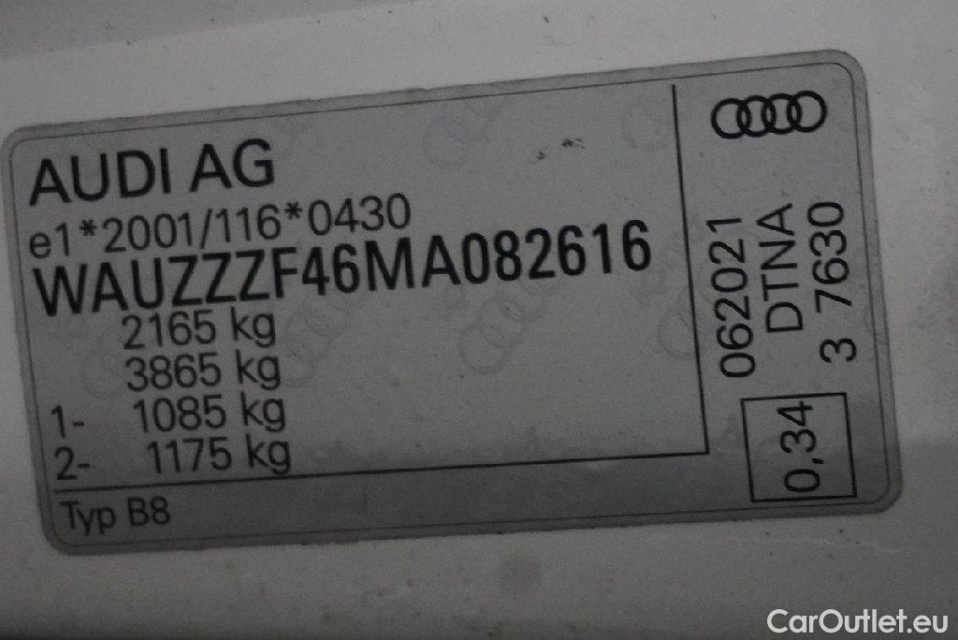 AUDI AG
e1*2001/116*0430
WAUZZZF46MA082616
2165 kg
3865 kg
1- 1085 kg
2- 1175 kg
Typ B8
062021
DTNA
3 7630
0,34
CarOutlet.eu